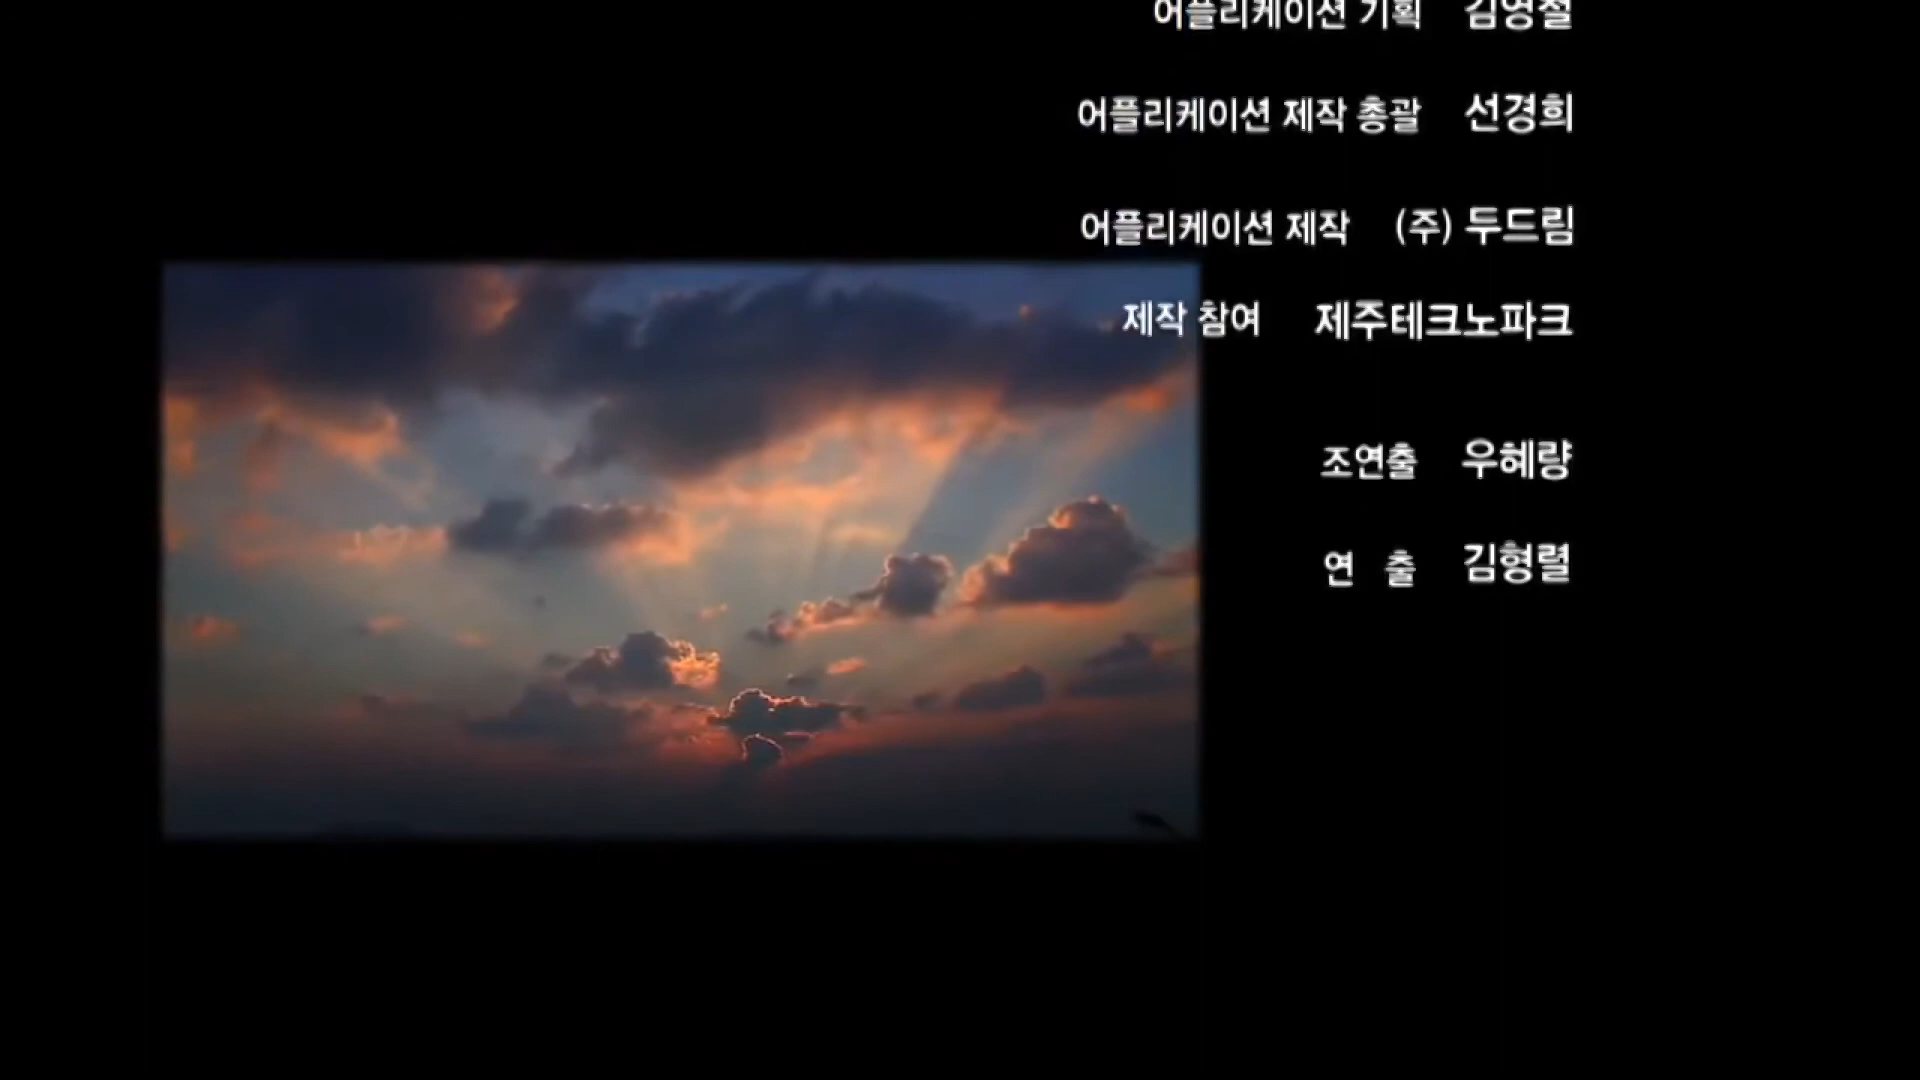 어플리케이션 기획 김영철
어플리케이션 제작 총괄 선경희
어플리케이션 제작 (주) 두드림
제작 참여 제주테크노파크
조연출 우혜량
연 출 김형렬